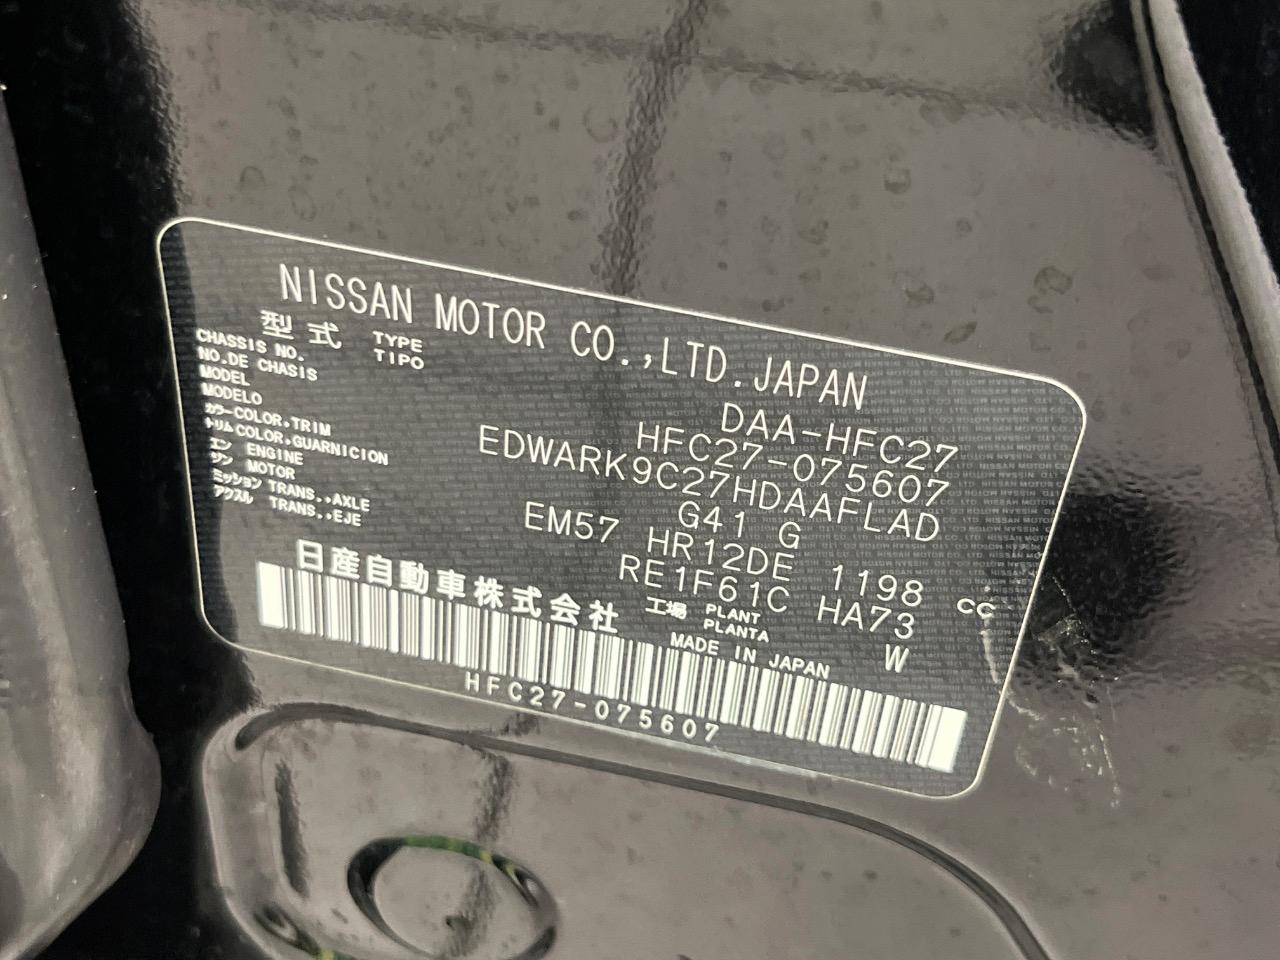 NISSAN MOTOR CO.,LTD.JAPAN
型式 TYPE TIPO DAA-HFC27
CHASSIS NO. NO.DE CHASIS HFC27-075607
MODEL MODELO EDWARK9C27HDAAFLAD
カラー COLOR,TRIM トリム COLOR,GUARNICION G41 G
エンジン ENGINE MOTOR EM57 HR12DE 1198 cc
ミッション TRANS.,AXLE アクスル TRANS.,EJE RE1F61C HA73
日産自動車株式会社 工場 PLANT PLANTA W
MADE IN JAPAN
HFC27-075607